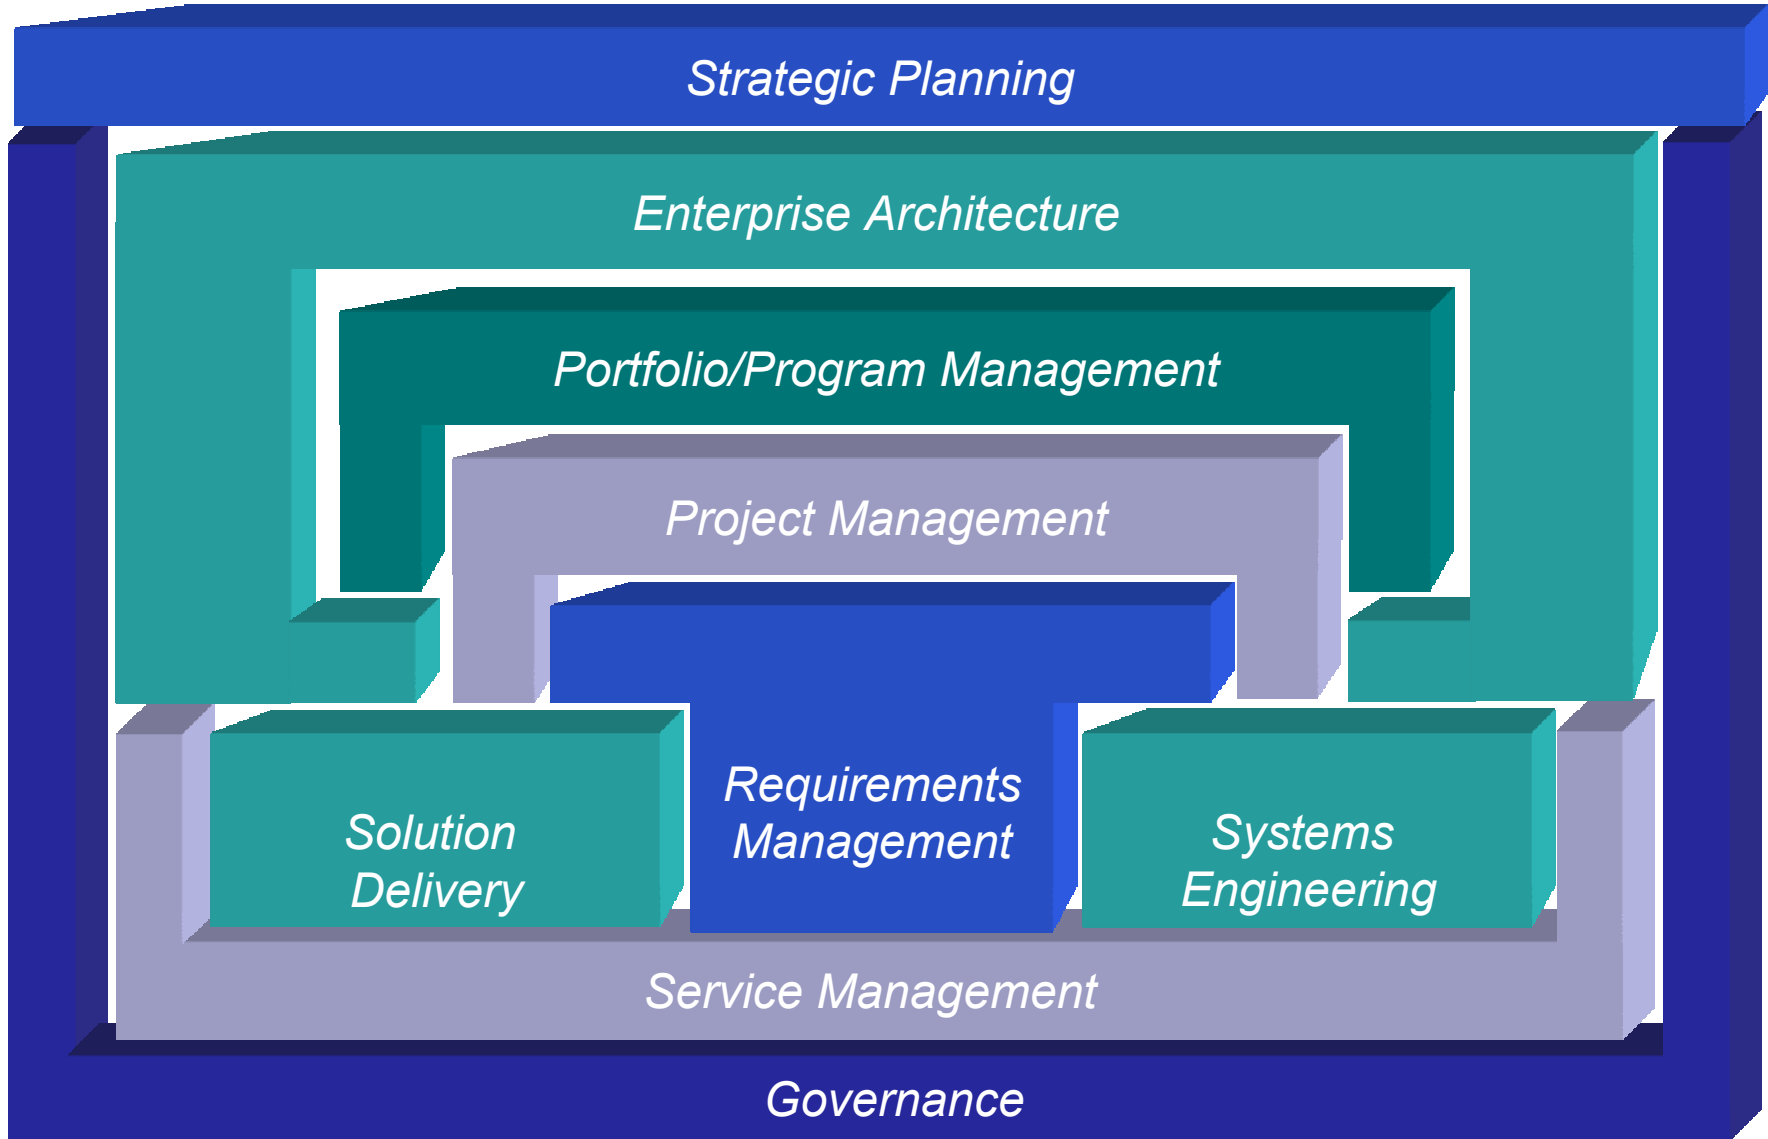 Strategic Planning
Enterprise Architecture
Portfolio/Program Management
Project Management
Requirements
Management
Solution
Delivery
Systems
Engineering
Service Management
Governance